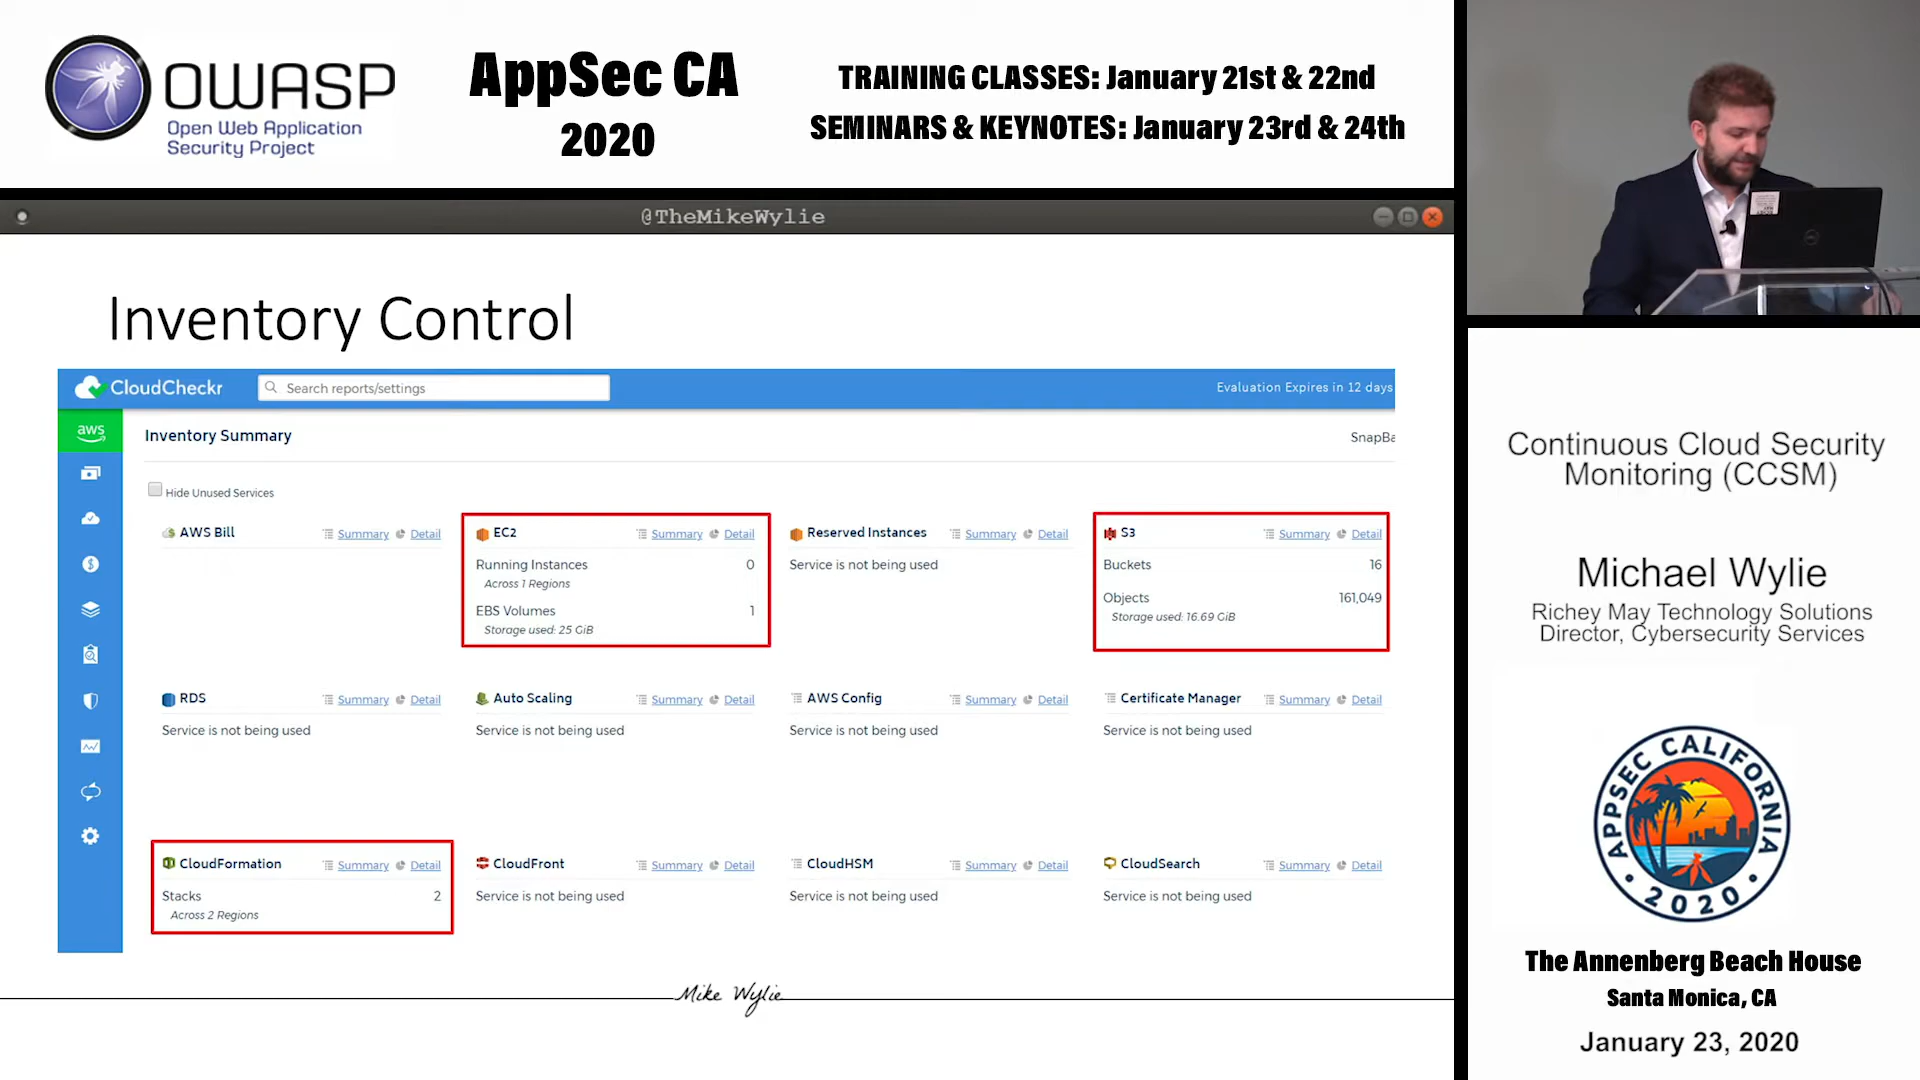 OWASP
Open Web Application
Security Project
AppSec CA
2020
TRAINING CLASSES: January 21st & 22nd
SEMINARS & KEYNOTES: January 23rd & 24th
@TheMikeWylie
Inventory Control
CloudCheckr
Search reports/settings
Evaluation Expires in 12 days
aws
Inventory Summary
SnapBa
Hide Unused Services
AWS Bill Summary Detail
EC2 Summary Detail
Running Instances 0
Across 1 Regions
EBS Volumes 1
Storage used: 25 GiB
Reserved Instances Summary Detail
Service is not being used
S3 Summary Detail
Buckets 16
Objects 161,049
Storage used: 16.69 GiB
RDS Summary Detail
Service is not being used
Auto Scaling Summary Detail
Service is not being used
AWS Config Summary Detail
Service is not being used
Certificate Manager Summary Detail
Service is not being used
CloudFormation Summary Detail
Stacks 2
Across 2 Regions
CloudFront Summary Detail
Service is not being used
CloudHSM Summary Detail
Service is not being used
CloudSearch Summary Detail
Service is not being used
Mike Wylie
Continuous Cloud Security
Monitoring (CCSM)
Michael Wylie
Richey May Technology Solutions
Director, Cybersecurity Services
APPSEC CALIFORNIA
2020
The Annenberg Beach House
Santa Monica, CA
January 23, 2020